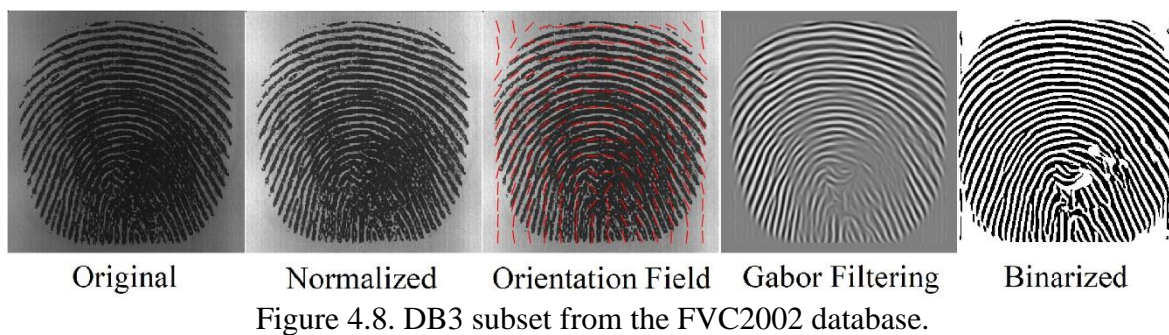 Original Normalized Orientation Field Gabor Filtering Binarized
Figure 4.8. DB3 subset from the FVC2002 database.